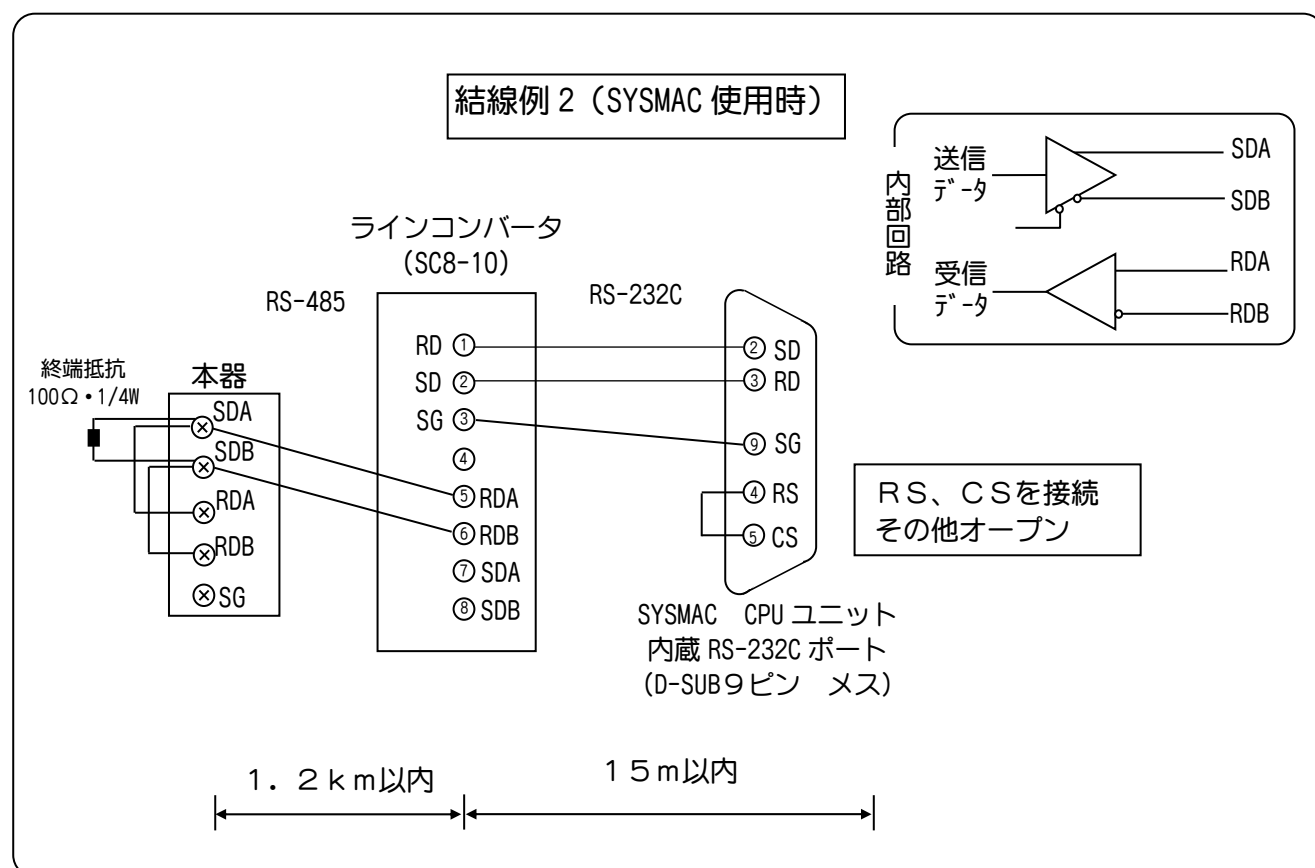 結線例 2 (SYSMAC 使用時)
内部回路
送信
データ
SDA
SDB
受信
データ
RDA
RDB
ラインコンバータ
(SC8-10)
RS-485
RS-232C
終端抵抗
100Ω・1/4W
本器
SDA
SDB
RDA
RDB
SG
RD ①
SD ②
SG ③
④
⑤ RDA
⑥ RDB
⑦ SDA
⑧ SDB
② SD
③ RD
⑨ SG
④ RS
⑤ CS
RS、CSを接続
その他オープン
SYSMAC CPU ユニット
内蔵 RS-232C ポート
(D-SUB9ピン メス)
1.2km以内
15m以内